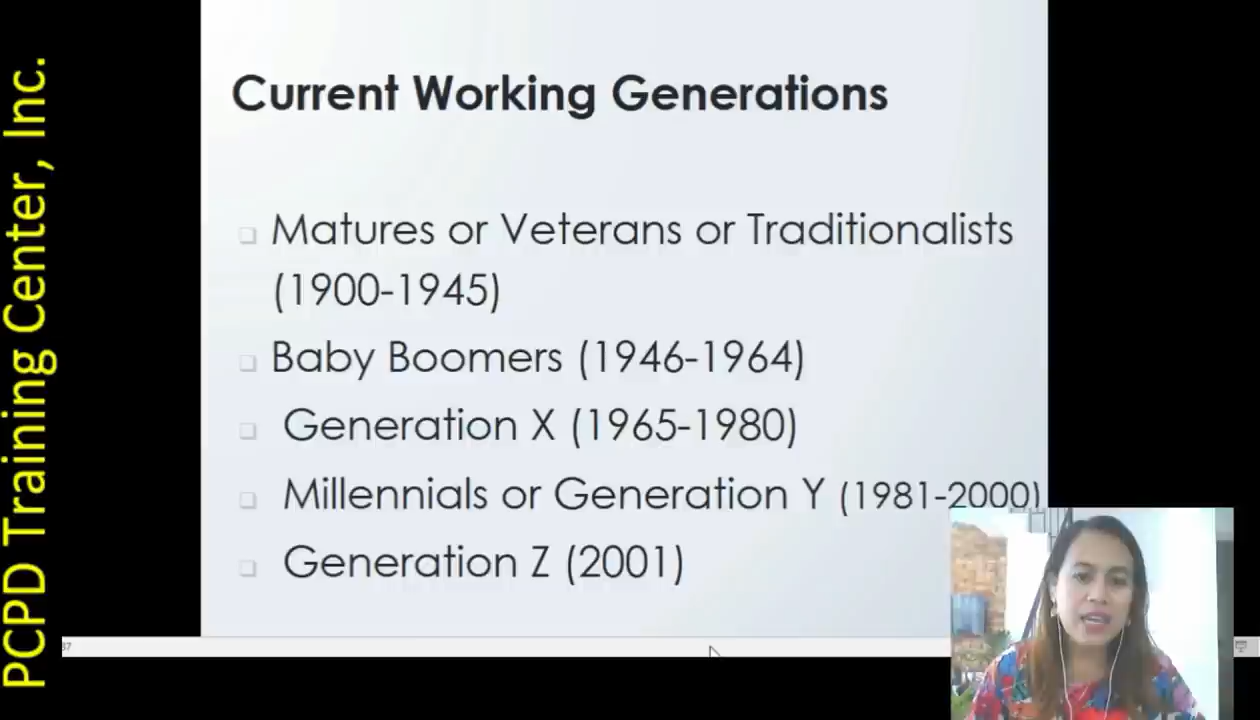 PCPD Training Center, Inc.
Current Working Generations
Matures or Veterans or Traditionalists
(1900-1945)
Baby Boomers (1946-1964)
Generation X (1965-1980)
Millennials or Generation Y (1981-2000)
Generation Z (2001)
37